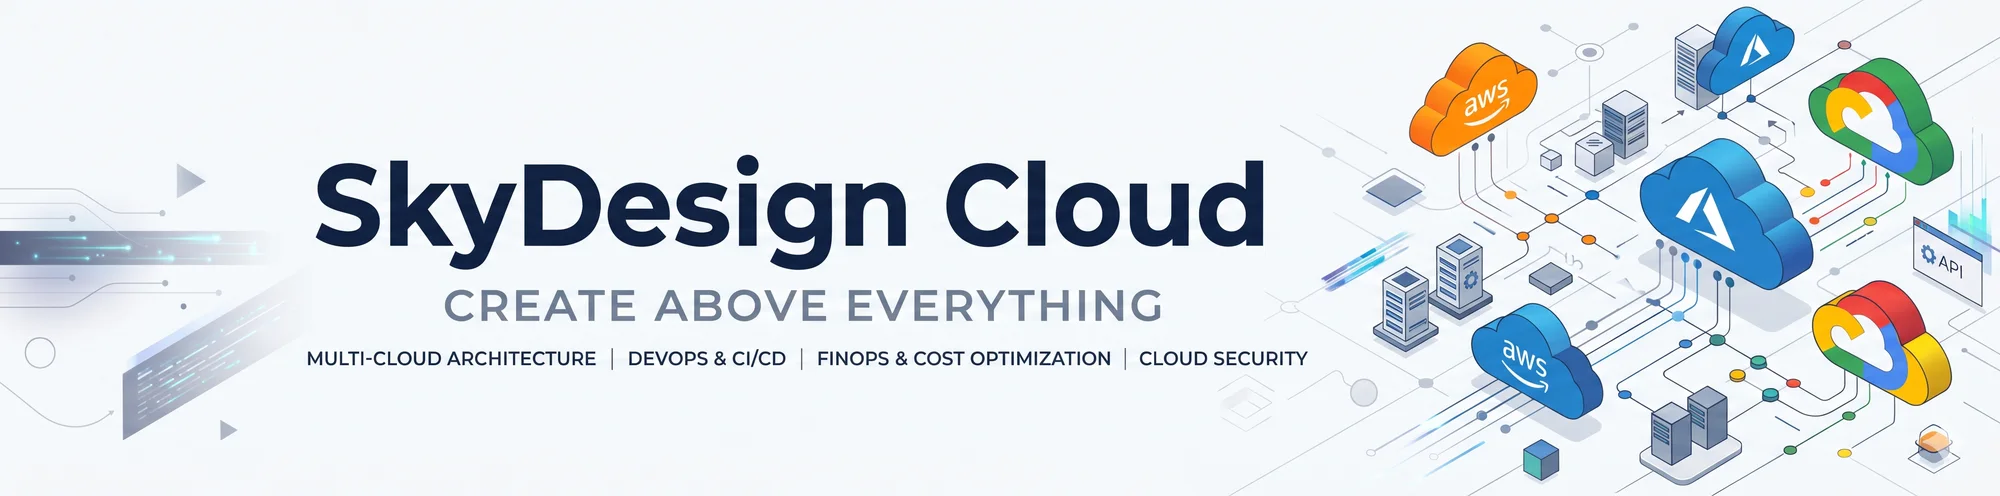 SkyDesign Cloud
CREATE ABOVE EVERYTHING
MULTI-CLOUD ARCHITECTURE | DEVOPS & CI/CD | FINOPS & COST OPTIMIZATION | CLOUD SECURITY
aws
aws
API